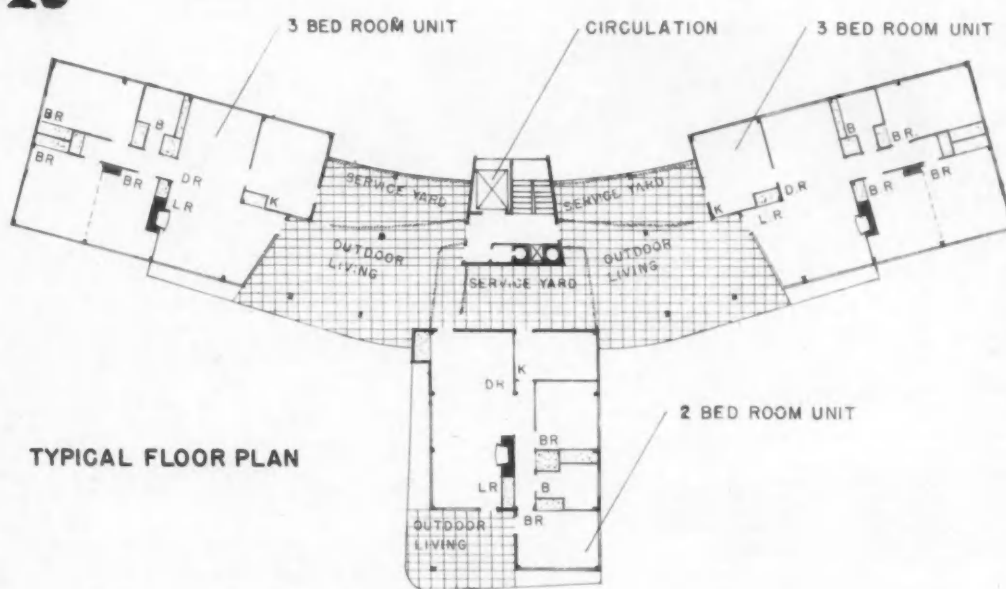 3 BED ROOM UNIT
CIRCULATION
3 BED ROOM UNIT
BR
B
BR
BR
DR
LR
K
SERVICE YARD
OUTDOOR
LIVING
SERVICE YARD
SERVICE YARD
OUTDOOR
LIVING
K
L.R
D.R
B
BR.
BR
BR
K
DR
BR
LR
B
BR
OUTDOOR
LIVING
2 BED ROOM UNIT
TYPICAL FLOOR PLAN